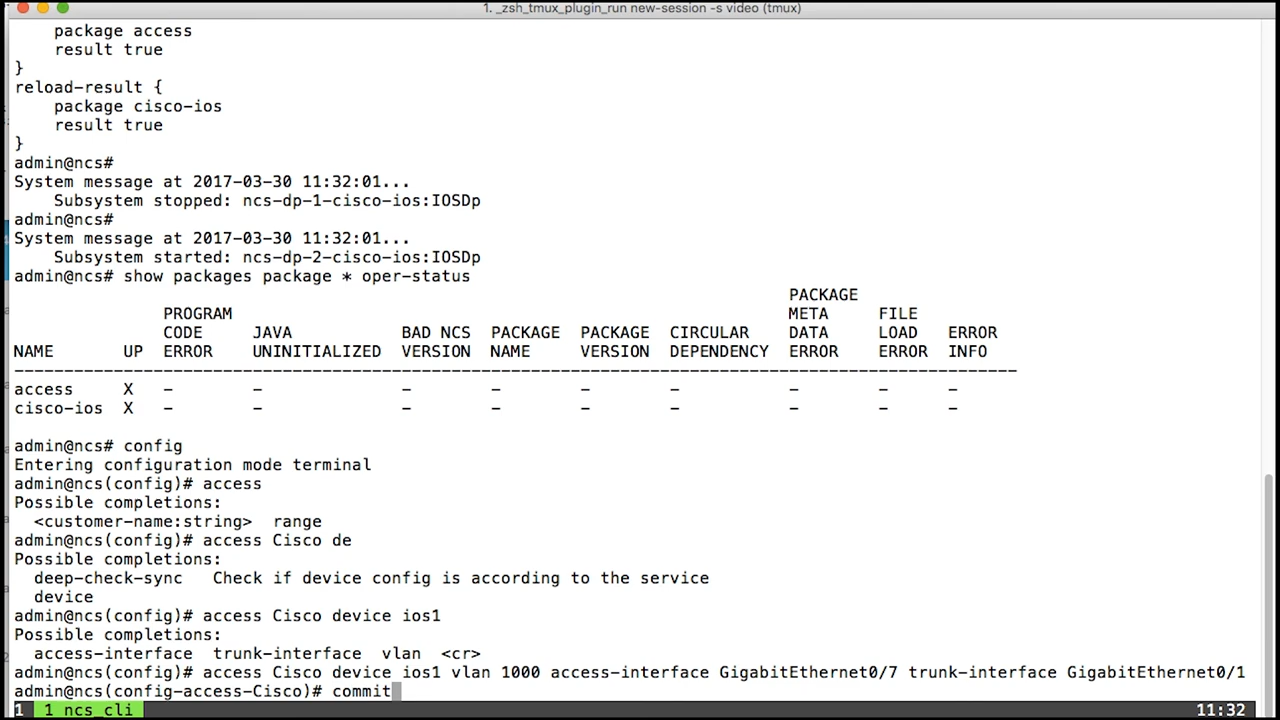 1. _zsh_tmux_plugin_run new-session -s video (tmux)
package access
result true
}
reload-result {
package cisco-ios
result true
}
admin@ncs#
System message at 2017-03-30 11:32:01...
Subsystem stopped: ncs-dp-1-cisco-ios:IOSDp
admin@ncs#
System message at 2017-03-30 11:32:01...
Subsystem started: ncs-dp-2-cisco-ios:IOSDp
admin@ncs# show packages package * oper-status
PACKAGE
PROGRAM META FILE
CODE JAVA BAD NCS PACKAGE PACKAGE CIRCULAR DATA LOAD ERROR
NAME UP ERROR UNINITIALIZED VERSION NAME VERSION DEPENDENCY ERROR ERROR INFO
------------------------------------------------------------------------------------------------------
access X - - - - - - - - -
cisco-ios X - - - - - - - - -
admin@ncs# config
Entering configuration mode terminal
admin@ncs(config)# access
Possible completions:
<customer-name:string> range
admin@ncs(config)# access Cisco de
Possible completions:
deep-check-sync Check if device config is according to the service
device
admin@ncs(config)# access Cisco device ios1
Possible completions:
access-interface trunk-interface vlan <cr>
admin@ncs(config)# access Cisco device ios1 vlan 1000 access-interface GigabitEthernet0/7 trunk-interface GigabitEthernet0/1
admin@ncs(config-access-Cisco)# commit
1 1 ncs_cli 11:32